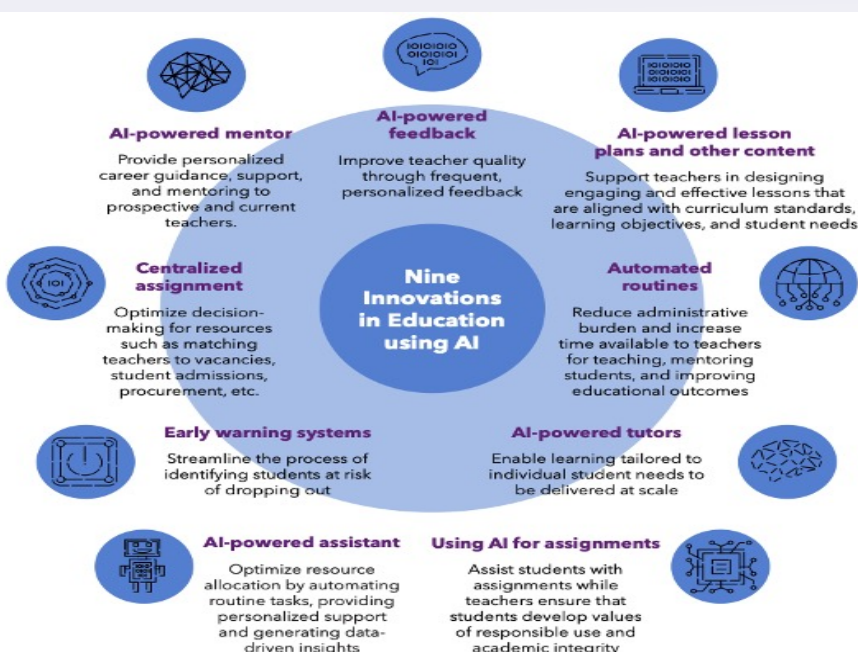 IOIOIOIO
OIOIOIOI
IOI
IOIOIOIO
OIOIOIOI
OIOIOIOI
AI-powered mentor
Provide personalized
career guidance, support,
and mentoring to
prospective and current
teachers.
AI-powered
feedback
Improve teacher quality
through frequent,
personalized feedback
AI-powered lesson
plans and other content
Support teachers in designing
engaging and effective lessons that
are aligned with curriculum standards,
learning objectives, and student needs
IOI
Centralized
assignment
Optimize decision-
making for resources
such as matching
teachers to vacancies,
student admissions,
procurement, etc.
Nine
Innovations
in Education
using AI
Automated
routines
Reduce administrative
burden and increase
time available to teachers
for teaching, mentoring
students, and improving
educational outcomes
Early warning systems
Streamline the process of
identifying students at risk
of dropping out
AI-powered tutors
Enable learning tailored to
individual student needs to
be delivered at scale
AI-powered assistant
Optimize resource
allocation by automating
routine tasks, providing
personalized support
and generating data-
driven insights
Using AI for assignments
Assist students with
assignments while
teachers ensure that
students develop values
of responsible use and
academic integrity